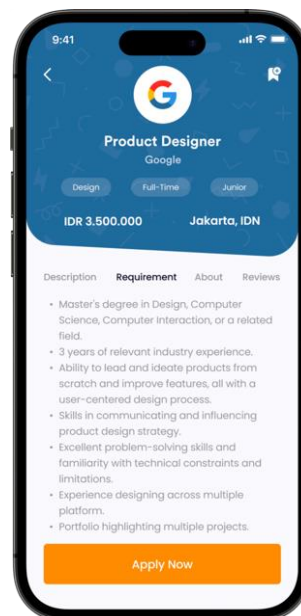 9:41
Product Designer
Google
Design Full-Time Junior
IDR 3.500.000 Jakarta, IDN
Description Requirement About Reviews
• Master's degree in Design, Computer
Science, Computer Interaction, or a related
field.
• 3 years of relevant industry experience.
• Ability to lead and ideate products from
scratch and improve features, all with a
user-centered design process.
• Skills in communicating and influencing
product design strategy.
• Excellent problem-solving skills and
familiarity with technical constraints and
limitations.
• Experience designing across multiple
platform.
• Portfolio highlighting multiple projects.
Apply Now